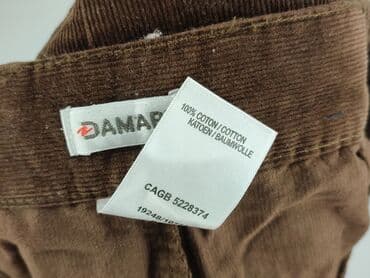 DAMAR
100% COTON / COTTON
KATOEN / BAUMWOLLE
CAGB 5228374